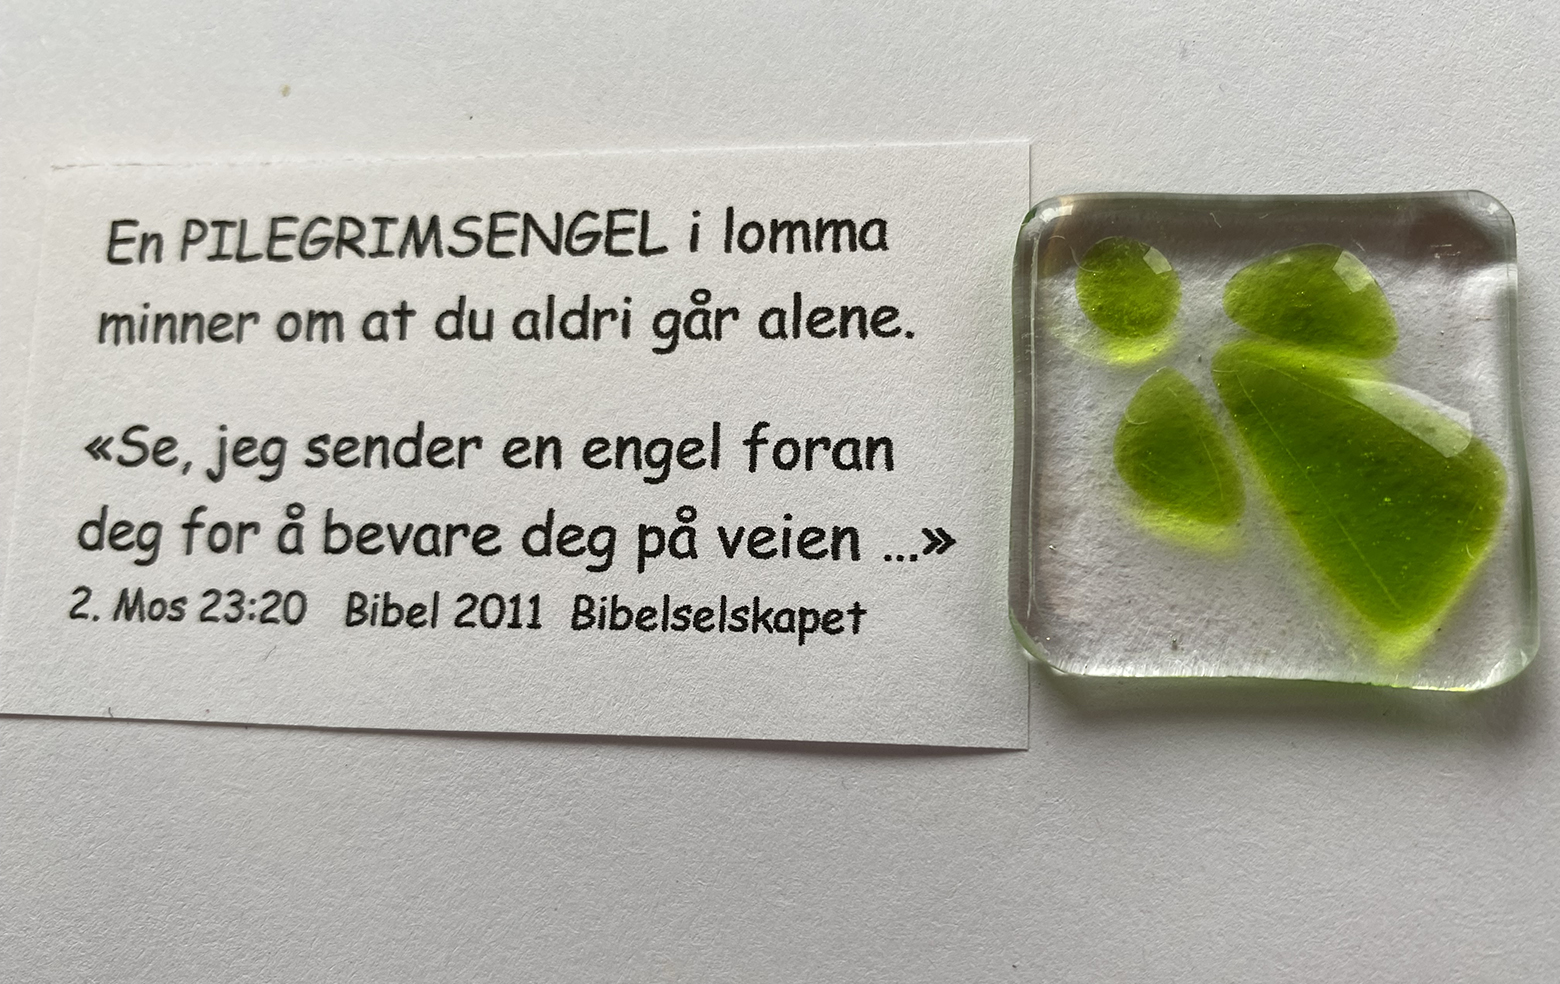 En PILEGRIMSENGEL i lomma
minner om at du aldri går alene.
«Se, jeg sender en engel foran
deg for å bevare deg på veien ...»
2. Mos 23:20 Bibel 2011 Bibelselskapet